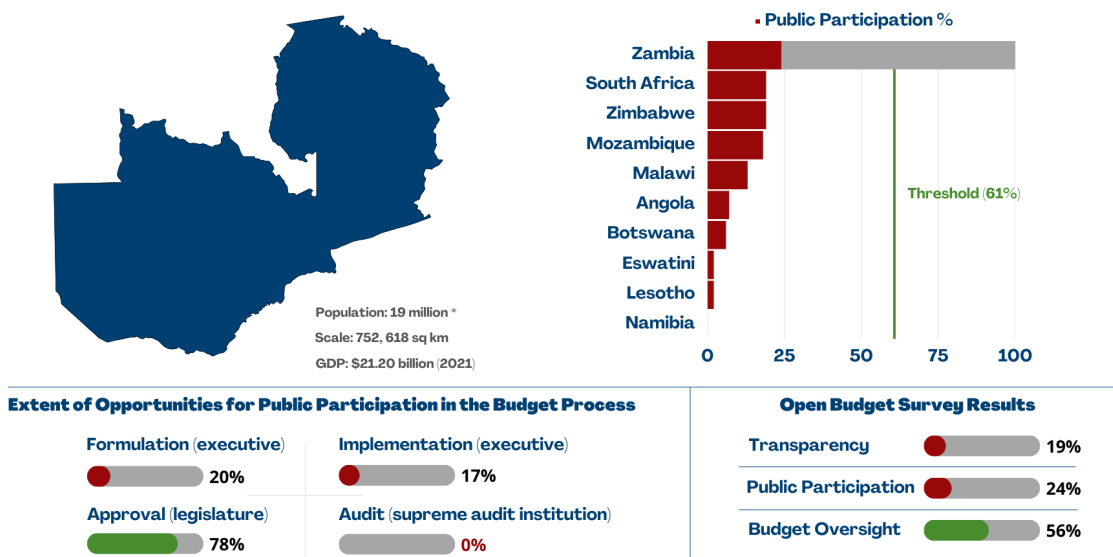 Public Participation %
Zambia
South Africa
Zimbabwe
Mozambique
Malawi
Angola
Botswana
Eswatini
Lesotho
Namibia
Threshold (61%)
0 25 50 75 100
Population: 19 million *
Scale: 752, 618 sq km
GDP: $21.20 billion (2021)
Extent of Opportunities for Public Participation in the Budget Process
Formulation (executive)
20%
Implementation (executive)
17%
Approval (legislature)
78%
Audit (supreme audit institution)
0%
Open Budget Survey Results
Transparency 19%
Public Participation 24%
Budget Oversight 56%